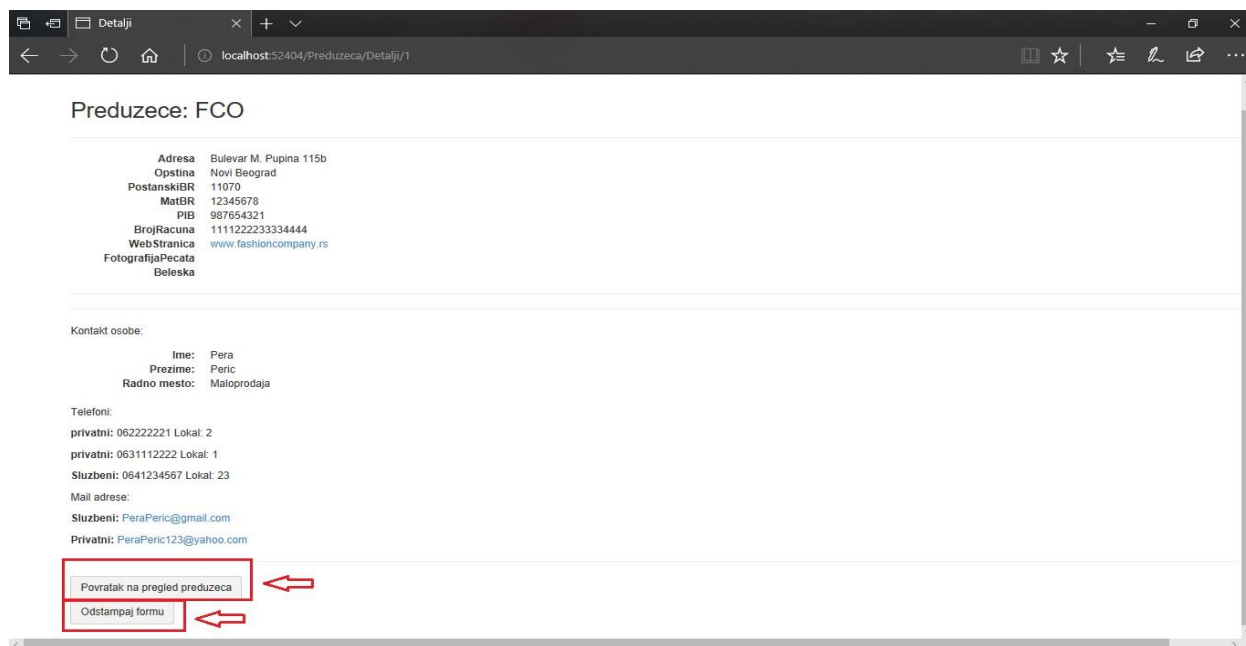 Detalji
localhost:52404/Preduzeca/Detalji/1
Preduzece: FCO
Adresa Bulevar M. Pupina 115b
Opstina Novi Beograd
PostanskiBR 11070
MatBR 12345678
PIB 987654321
BrojRacuna 1111222233334444
WebStranica www.fashioncompany.rs
FotografijaPecata
Beleska
Kontakt osobe:
Ime: Pera
Prezime: Peric
Radno mesto: Maloprodaja
Telefoni:
privatni: 062222221 Lokal: 2
privatni: 0631112222 Lokal: 1
Sluzbeni: 0641234567 Lokal: 23
Mail adrese:
Sluzbeni: PeraPeric@gmail.com
Privatni: PeraPeric123@yahoo.com
Povratak na pregled preduzeca
Odstampaj formu